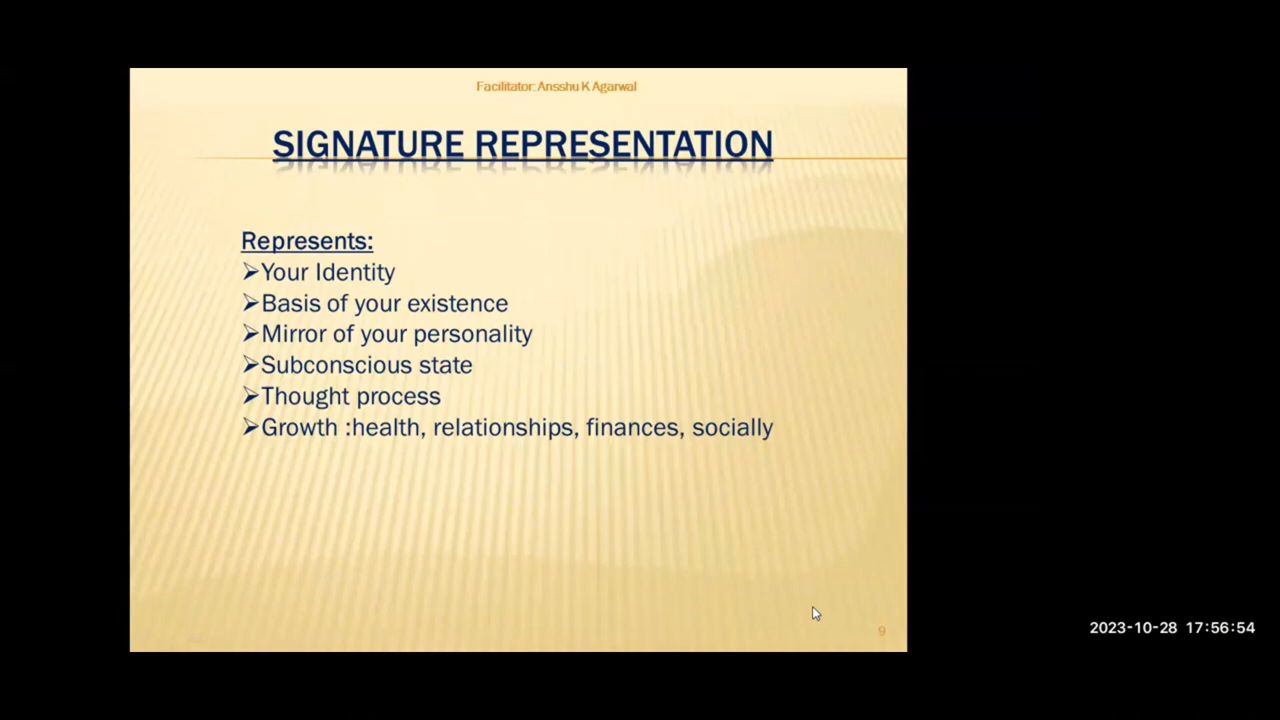 Facilitator: Ansshu K Agarwal
SIGNATURE REPRESENTATION
Represents:
➢Your Identity
➢Basis of your existence
➢Mirror of your personality
➢Subconscious state
➢Thought process
➢Growth :health, relationships, finances, socially
9
2023-10-28 17:56:54